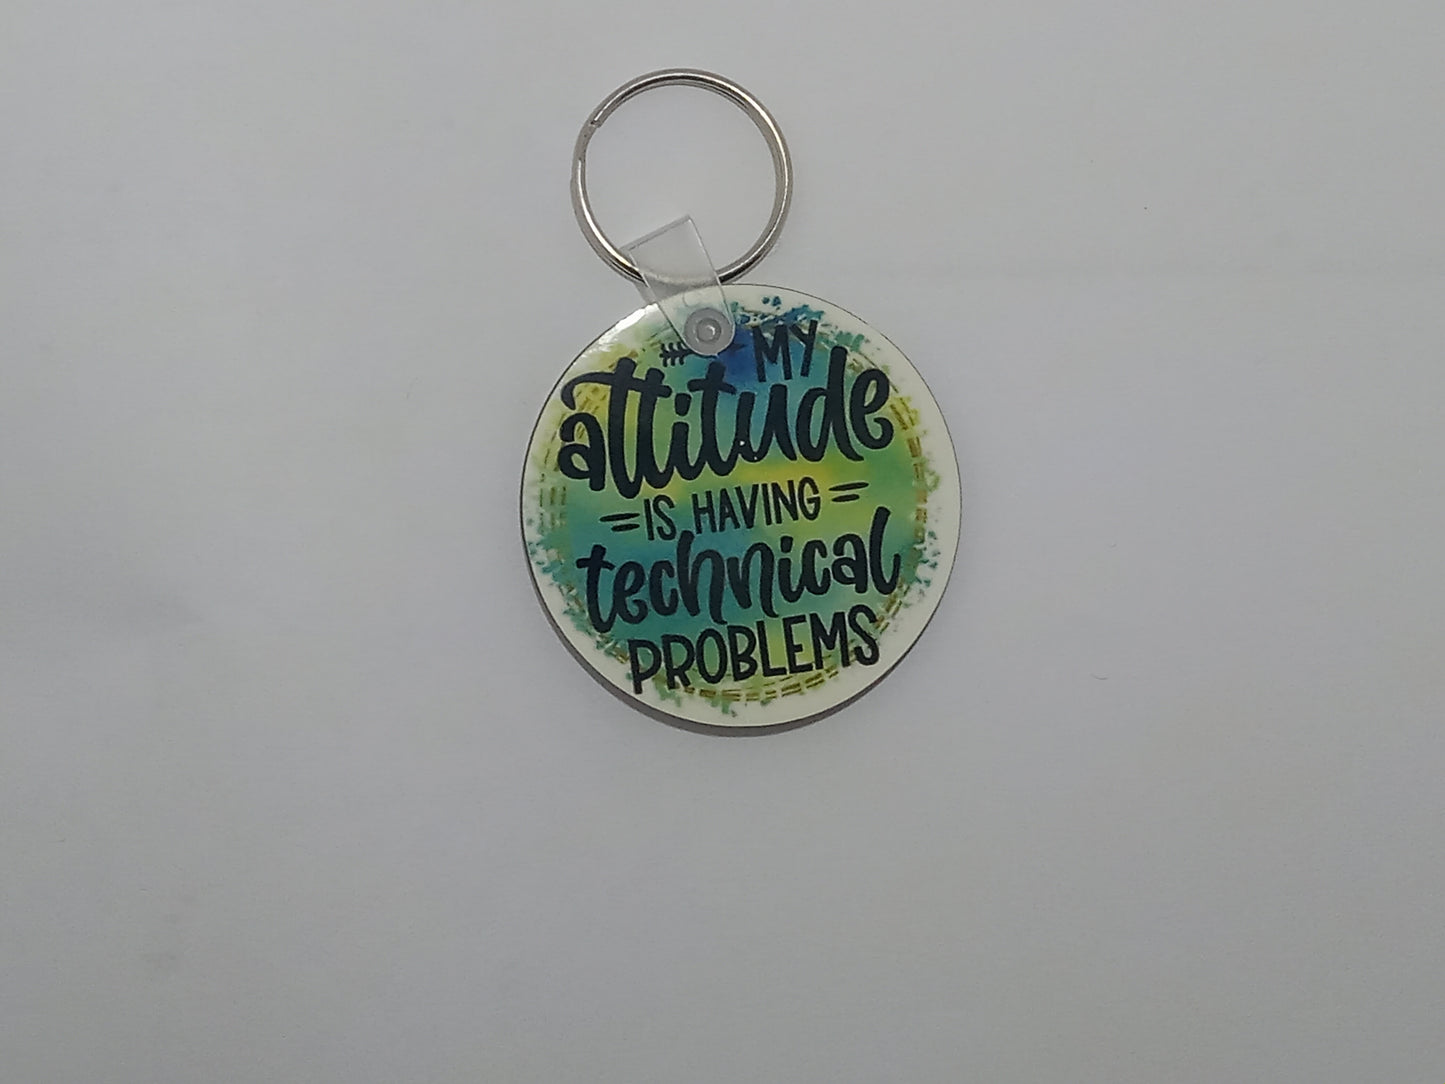 MY
attitude
IS HAVING
technical
PROBLEMS